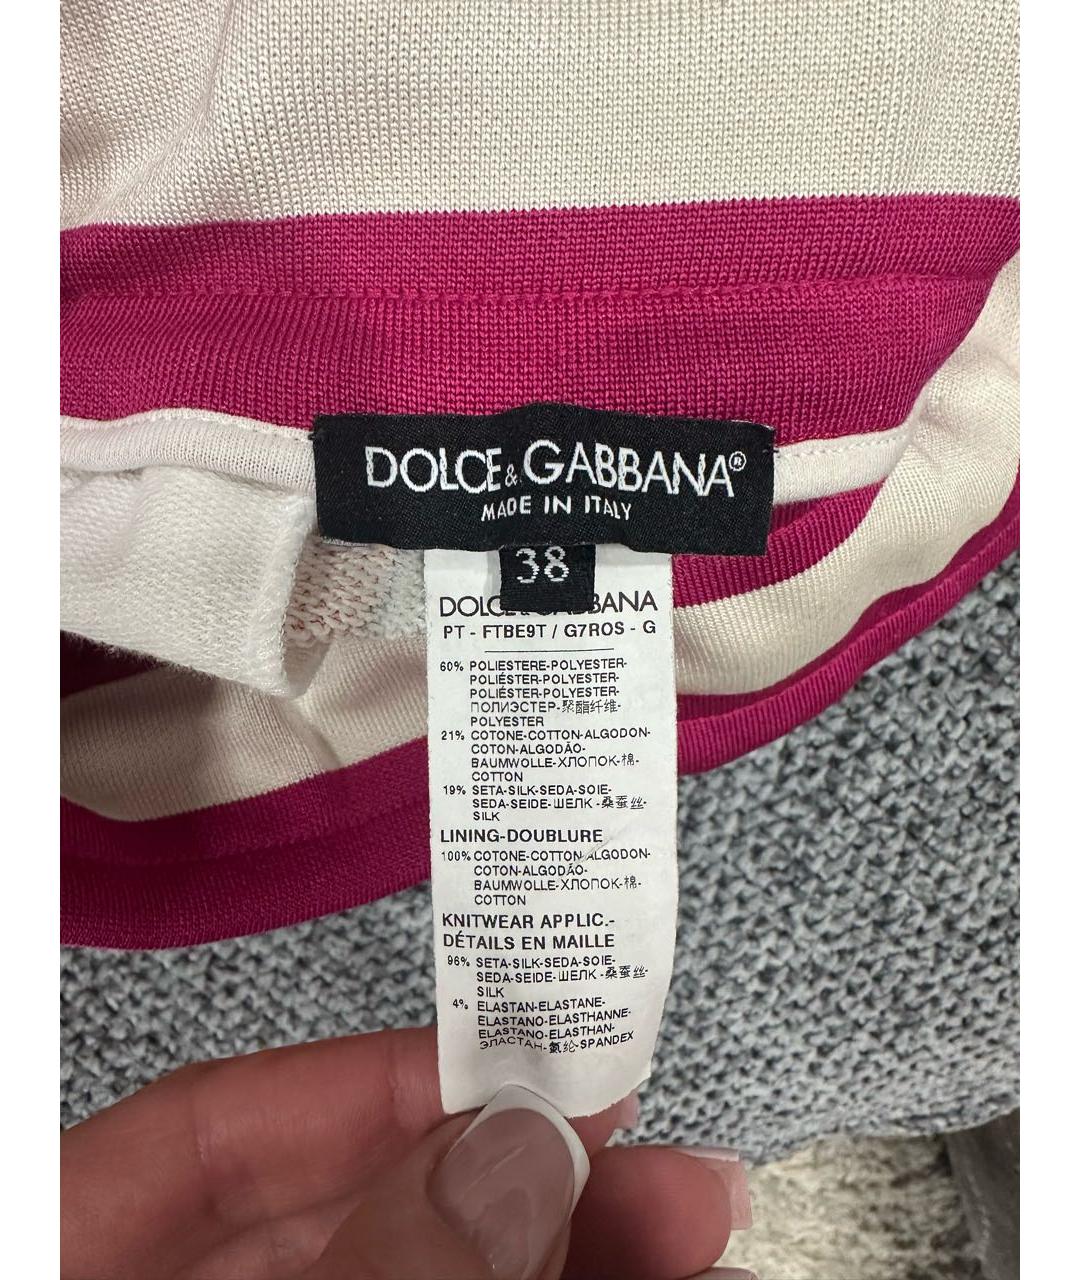 DOLCE&GABBANA®
MADE IN ITALY
38
DOLCE&GABBANA
PT - FTBE9T / G7ROS - G
60% POLIESTERE-POLYESTER-
POLIÉSTER-POLYESTER-
POLIÉSTER-POLYESTER-
ПОЛИЭСТЕР-聚酯纤维-
POLYESTER
21% COTONE-COTTON-ALGODON-
COTON-ALGODÃO-
BAUMWOLLE-ХЛОПОК-棉-
COTTON
19% SETA-SILK-SEDA-SOIE-
SEDA-SEIDE-ШЕЛК-桑蚕丝-
SILK
LINING-DOUBLURE
100% COTONE-COTTON-ALGODON-
COTON-ALGODÃO-
BAUMWOLLE-ХЛОПОК-棉-
COTTON
KNITWEAR APPLIC.-
DÉTAILS EN MAILLE
96% SETA-SILK-SEDA-SOIE-
SEDA-SEIDE-ШЕЛК-桑蚕丝-
SILK
4% ELASTAN-ELASTANE-
ELASTANO-ELASTHANNE-
ELASTANO-ELASTHAN-
ЭЛАСТАН-氨纶-SPANDEX